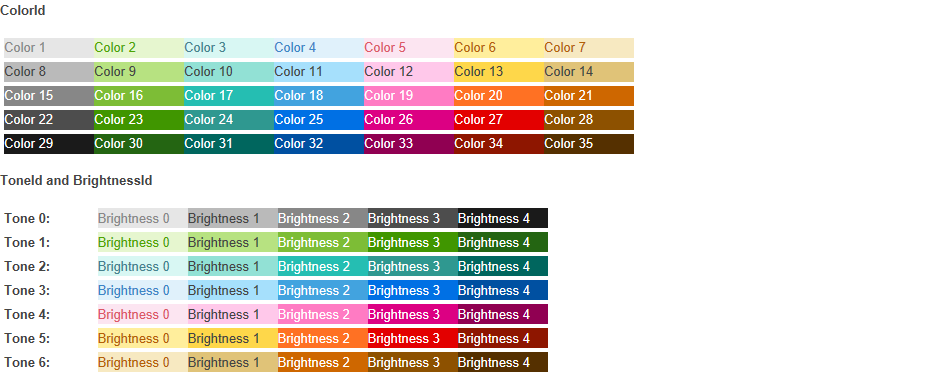 ColorId
Color 1 Color 2 Color 3 Color 4 Color 5 Color 6 Color 7
Color 8 Color 9 Color 10 Color 11 Color 12 Color 13 Color 14
Color 15 Color 16 Color 17 Color 18 Color 19 Color 20 Color 21
Color 22 Color 23 Color 24 Color 25 Color 26 Color 27 Color 28
Color 29 Color 30 Color 31 Color 32 Color 33 Color 34 Color 35
ToneId and BrightnessId
Tone 0: Brightness 0 Brightness 1 Brightness 2 Brightness 3 Brightness 4
Tone 1: Brightness 0 Brightness 1 Brightness 2 Brightness 3 Brightness 4
Tone 2: Brightness 0 Brightness 1 Brightness 2 Brightness 3 Brightness 4
Tone 3: Brightness 0 Brightness 1 Brightness 2 Brightness 3 Brightness 4
Tone 4: Brightness 0 Brightness 1 Brightness 2 Brightness 3 Brightness 4
Tone 5: Brightness 0 Brightness 1 Brightness 2 Brightness 3 Brightness 4
Tone 6: Brightness 0 Brightness 1 Brightness 2 Brightness 3 Brightness 4